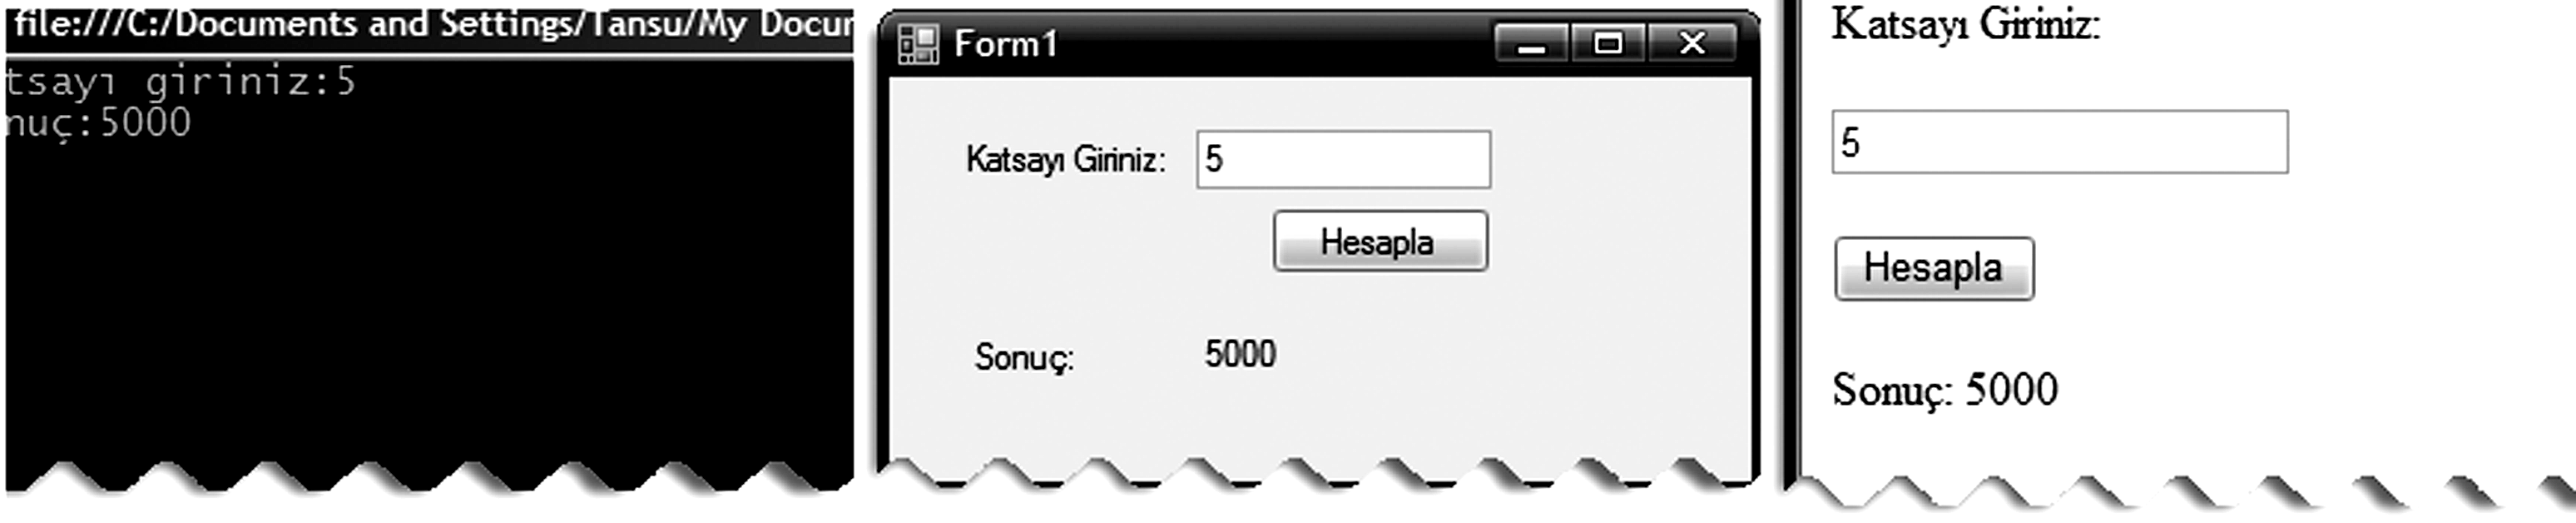 file:///C:/Documents and Settings/Tansu/My Docur
tsayı giriniz:5
nuç:5000
Form1
Katsayı Giriniz: 5
Hesapla
Sonuç: 5000
Katsayı Giriniz:
5
Hesapla
Sonuç: 5000